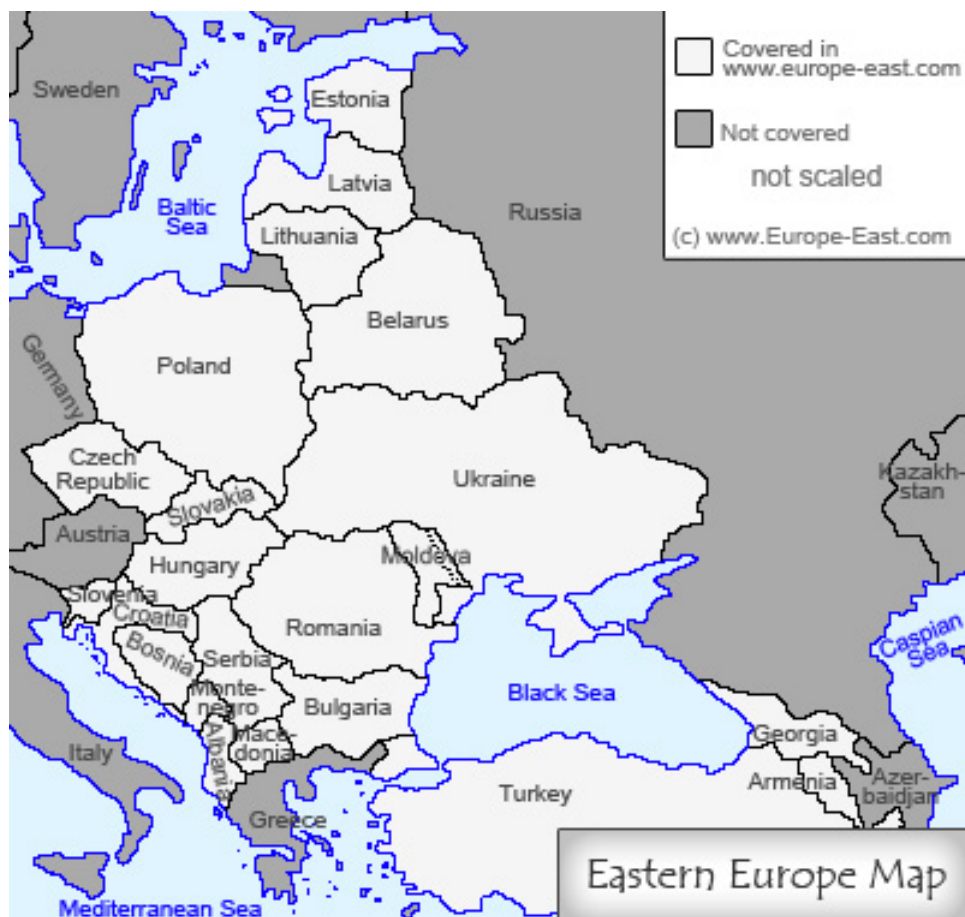 Covered in
www.europe-east.com
Not covered
not scaled
(c) www.Europe-East.com
Sweden
Estonia
Latvia
Baltic
Sea
Lithuania
Russia
Belarus
Germany
Poland
Czech
Republic
Slovakia
Ukraine
Kazakh-
stan
Austria
Hungary
Moldova
Slovenia
Croatia
Romania
Bosnia
Serbia
Caspian
Sea
Monte-
negro
Bulgaria
Black Sea
Albania
Mace-
donia
Georgia
Italy
Armenia
Azer-
baidjan
Turkey
Greece
Eastern Europe Map
Mediterranean Sea